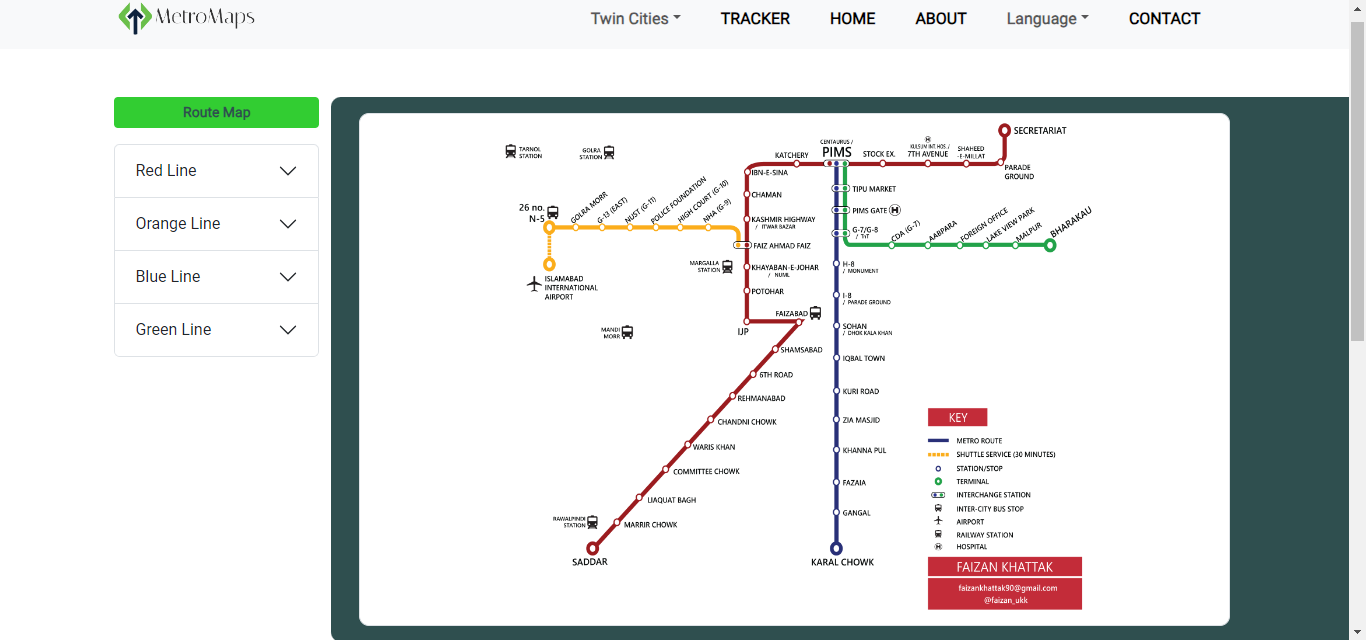 MetroMaps
Twin Cities
TRACKER
HOME
ABOUT
Language
CONTACT
Route Map
Red Line
Orange Line
Blue Line
Green Line
TARNOL
STATION
GOLRA
STATION
26 no.
N-5
GOLRA MORR
G-13 (EAST)
NUST (G-11)
POLICE FOUNDATION
HIGH COURT (G-10)
NHA (G-9)
ISLAMABAD
INTERNATIONAL
AIRPORT
MARGALLA
STATION
MANDI
MORR
KATCHERY
CENTAURUS /
PIMS
STOCK EX.
H
KULSUM INT. HOS. /
7TH AVENUE
SHAHEED
-E-MILLAT
SECRETARIAT
PARADE
GROUND
IBN-E-SINA
CHAMAN
KASHMIR HIGHWAY
/ ITWAR BAZAR
FAIZ AHMAD FAIZ
KHAYABAN-E-JOHAR
/ NUML
POTOHAR
IJP
FAIZABAD
SHAMSABAD
6TH ROAD
REHMANABAD
CHANDNI CHOWK
WARIS KHAN
COMMITTEE CHOWK
LIAQUAT BAGH
MARRIR CHOWK
RAWALPINDI
STATION
SADDAR
TIPU MARKET
PIMS GATE H
G-7/G-8
/ TnT
CDA (G-7)
AABPARA
FOREIGN OFFICE
LAKE VIEW PARK
MALPUR
BHARAKAU
H-8
/ MONUMENT
I-8
/ PARADE GROUND
SOHAN
/ DHOK KALA KHAN
IQBAL TOWN
KURI ROAD
ZIA MASJID
KHANNA PUL
FAZAIA
GANGAL
KARAL CHOWK
KEY
METRO ROUTE
SHUTTLE SERVICE (30 MINUTES)
STATION/STOP
TERMINAL
INTERCHANGE STATION
INTER-CITY BUS STOP
AIRPORT
RAILWAY STATION
H HOSPITAL
FAIZAN KHATTAK
faizankhattak90@gmail.com
@faizan_ukk